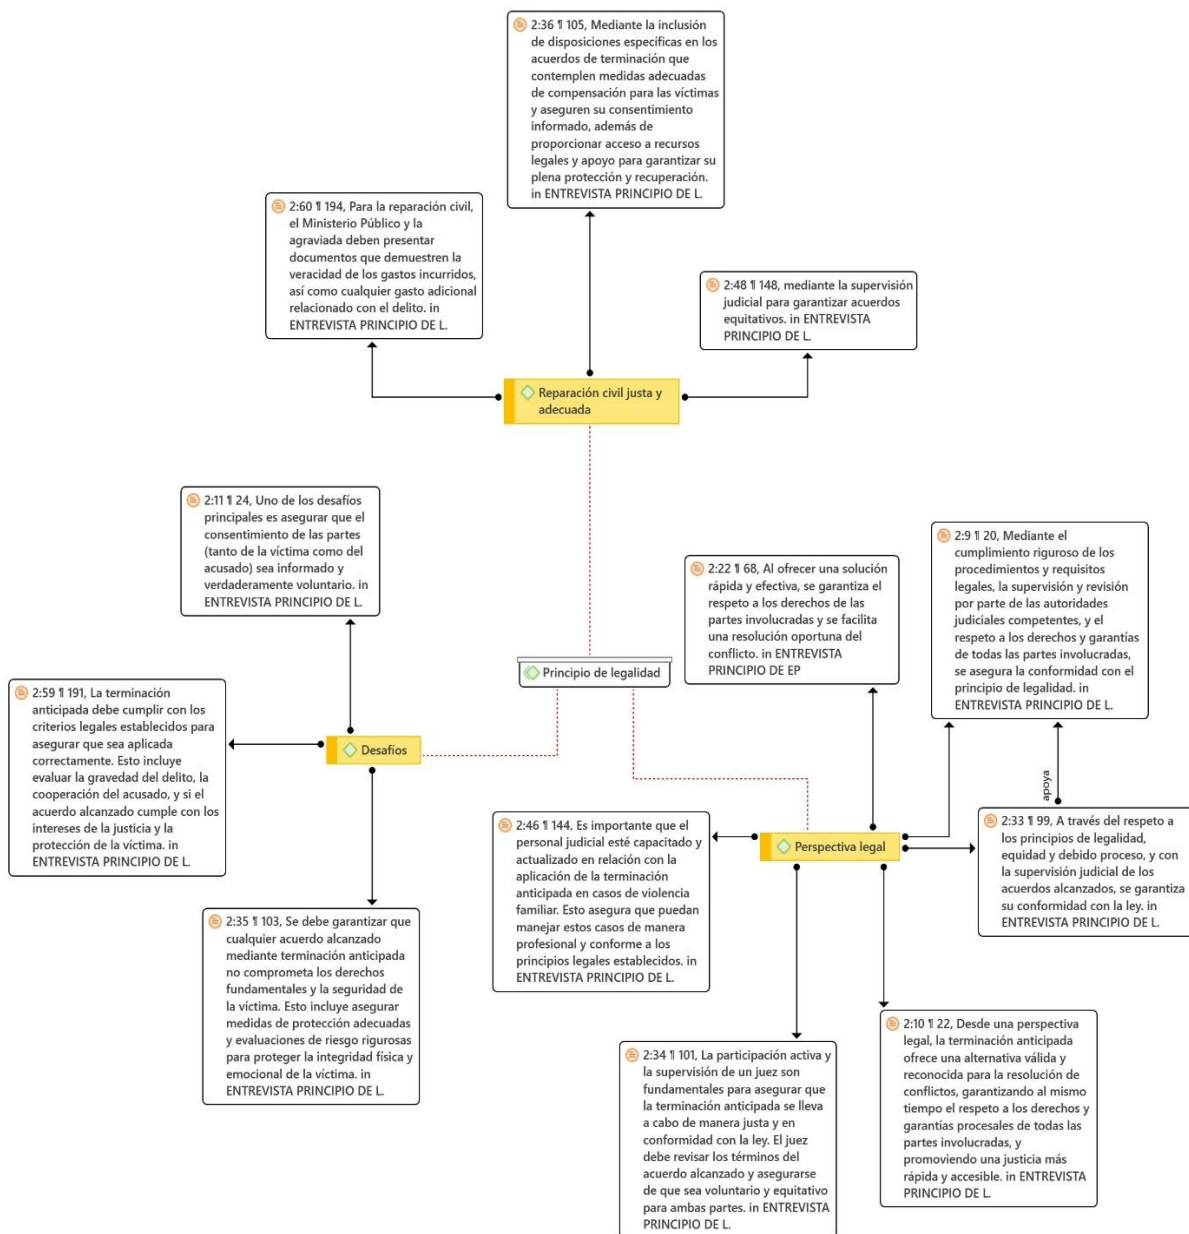 2:36 ¶ 105, Mediante la inclusión
de disposiciones específicas en los
acuerdos de terminación que
contemplen medidas adecuadas
de compensación para las víctimas
y aseguren su consentimiento
informado, además de
proporcionar acceso a recursos
legales y apoyo para garantizar su
plena protección y recuperación.
in ENTREVISTA PRINCIPIO DE L.
2:60 ¶ 194, Para la reparación civil,
el Ministerio Público y la
agraviada deben presentar
documentos que demuestren la
veracidad de los gastos incurridos,
así como cualquier gasto adicional
relacionado con el delito. in
ENTREVISTA PRINCIPIO DE L.
2:48 ¶ 148, mediante la supervisión
judicial para garantizar acuerdos
equitativos. in ENTREVISTA
PRINCIPIO DE L.
Reparación civil justa y
adecuada
2:11 ¶ 24, Uno de los desafíos
principales es asegurar que el
consentimiento de las partes
(tanto de la víctima como del
acusado) sea informado y
verdaderamente voluntario. in
ENTREVISTA PRINCIPIO DE L.
2:22 ¶ 68, Al ofrecer una solución
rápida y efectiva, se garantiza el
respeto a los derechos de las
partes involucradas y se facilita
una resolución oportuna del
conflicto. in ENTREVISTA
PRINCIPIO DE EP
2:9 ¶ 20, Mediante el
cumplimiento riguroso de los
procedimientos y requisitos
legales, la supervisión y revisión
por parte de las autoridades
judiciales competentes, y el
respeto a los derechos y garantías
de todas las partes involucradas,
se asegura la conformidad con el
principio de legalidad. in
ENTREVISTA PRINCIPIO DE L.
Principio de legalidad
2:59 ¶ 191, La terminación
anticipada debe cumplir con los
criterios legales establecidos para
asegurar que sea aplicada
correctamente. Esto incluye
evaluar la gravedad del delito, la
cooperación del acusado, y si el
acuerdo alcanzado cumple con los
intereses de la justicia y la
protección de la víctima. in
ENTREVISTA PRINCIPIO DE L.
Desafíos
apoya
2:46 ¶ 144, Es importante que el
personal judicial esté capacitado y
actualizado en relación con la
aplicación de la terminación
anticipada en casos de violencia
familiar. Esto asegura que puedan
manejar estos casos de manera
profesional y conforme a los
principios legales establecidos. in
ENTREVISTA PRINCIPIO DE L.
Perspectiva legal
2:33 ¶ 99, A través del respeto a
los principios de legalidad,
equidad y debido proceso, y con
la supervisión judicial de los
acuerdos alcanzados, se garantiza
su conformidad con la ley. in
ENTREVISTA PRINCIPIO DE L.
2:35 ¶ 103, Se debe garantizar que
cualquier acuerdo alcanzado
mediante terminación anticipada
no comprometa los derechos
fundamentales y la seguridad de
la víctima. Esto incluye asegurar
medidas de protección adecuadas
y evaluaciones de riesgo rigurosas
para proteger la integridad física y
emocional de la víctima. in
ENTREVISTA PRINCIPIO DE L.
2:34 ¶ 101, La participación activa y
la supervisión de un juez son
fundamentales para asegurar que
la terminación anticipada se lleva
a cabo de manera justa y en
conformidad con la ley. El juez
debe revisar los términos del
acuerdo alcanzado y asegurarse
de que sea voluntario y equitativo
para ambas partes. in ENTREVISTA
PRINCIPIO DE L.
2:10 ¶ 22, Desde una perspectiva
legal, la terminación anticipada
ofrece una alternativa válida y
reconocida para la resolución de
conflictos, garantizando al mismo
tiempo el respeto a los derechos y
garantías procesales de todas las
partes involucradas, y
promoviendo una justicia más
rápida y accesible. in ENTREVISTA
PRINCIPIO DE L.